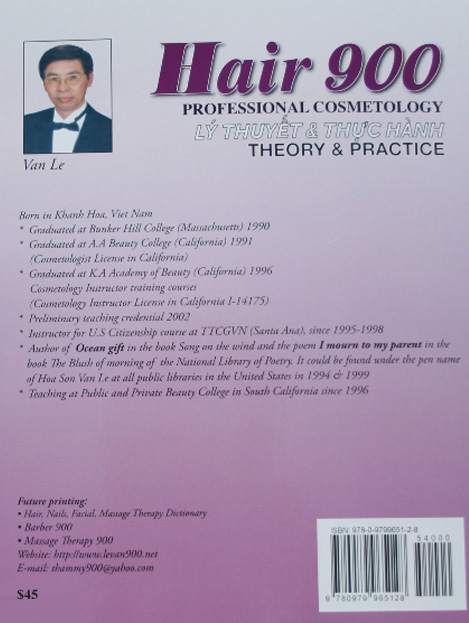 Hair 900
PROFESSIONAL COSMETOLOGY
LÝ THUYẾT & THỰC HÀNH
THEORY & PRACTICE
Van Le
Born in Khanh Hoa, Viet Nam
* Graduated at Bunker Hill College (Massachusetts) 1990
* Graduated at A.A Beauty College (California) 1991
(Cosmetologist License in California)
* Graduated at K.A Academy of Beauty (California) 1996
Cosmetology Instructor training courses
(Cosmetology Instructor License in California I-14175)
* Preliminary teaching credential 2002
* Instructor for U.S Citizenship course at TTCGVN (Santa Ana), since 1995-1998
* Author of Ocean gift in the book Song on the wind and the poem I mourn to my parent in the
book The Blush of morning of the National Library of Poetry. It could be found under the pen name
of Hoa Son Van Le at all public libraries in the United States in 1994 & 1999
* Teaching at Public and Private Beauty College in South California since 1996
Future printing:
• Hair, Nails, Facial, Massage Therapy Dictionary
• Barber 900
• Massage Therapy 900
Website: http://www.levan900.net
E-mail: thammy900@yahoo.com
$45
ISBN: 978-0-9799651-2-8
54000
9 780979 965128